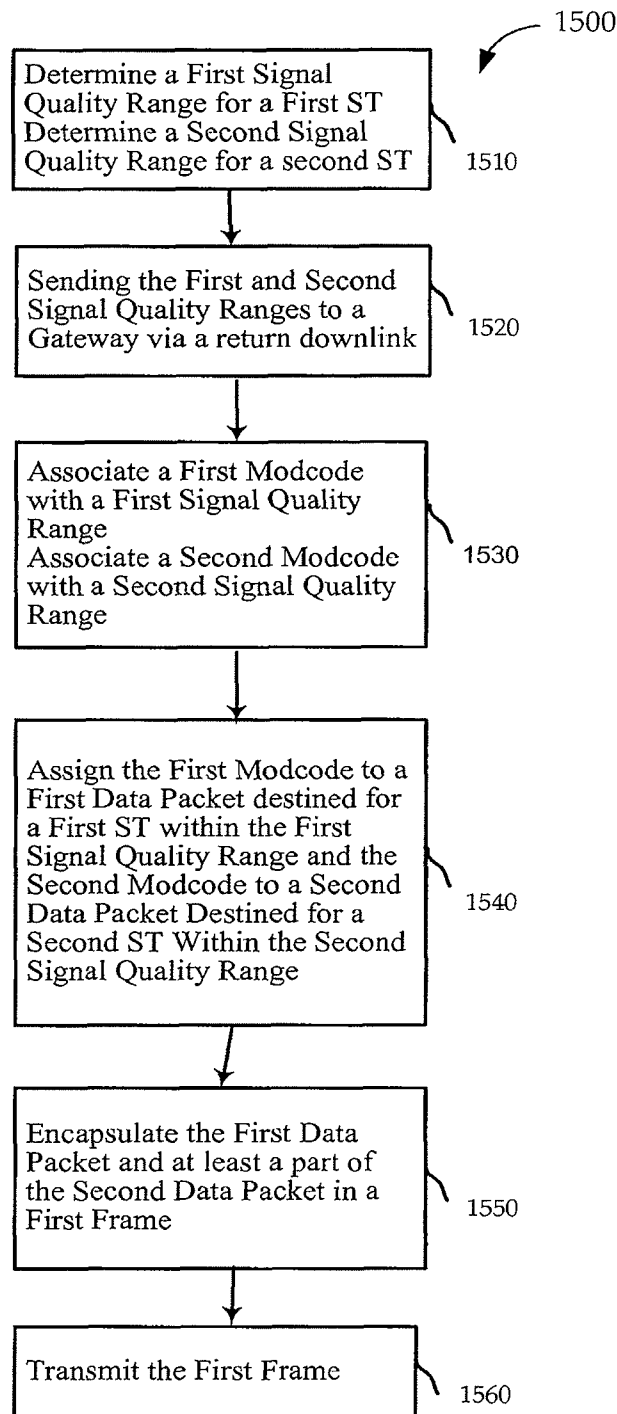 1500
Determine a First Signal
Quality Range for a First ST
Determine a Second Signal
Quality Range for a second ST
1510
Sending the First and Second
Signal Quality Ranges to a
Gateway via a return downlink
1520
Associate a First Modcode
with a First Signal Quality
Range
Associate a Second Modcode
with a Second Signal Quality
Range
1530
Assign the First Modcode to a
First Data Packet destined for
a First ST within the First
Signal Quality Range and the
Second Modcode to a Second
Data Packet Destined for a
Second ST Within the Second
Signal Quality Range
1540
Encapsulate the First Data
Packet and at least a part of
the Second Data Packet in a
First Frame
1550
Transmit the First Frame
1560